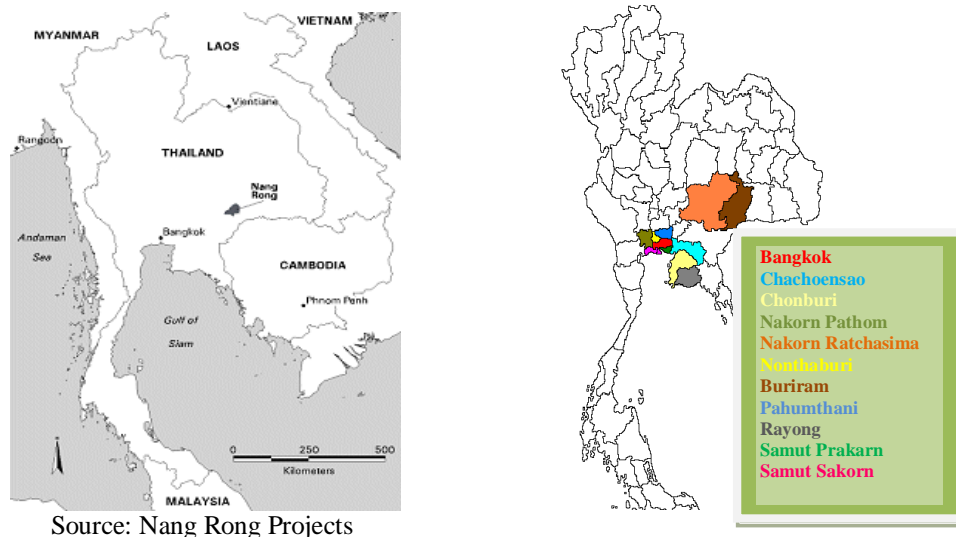 VIETNAM
MYANMAR
LAOS
Vientiane
Rangoon
THAILAND
Nang
Rong
Bangkok
Andaman
Sea
CAMBODIA
Phnom Penh
Gulf of
Siam
0 250 500
Kilometers
MALAYSIA
Source: Nang Rong Projects
Bangkok
Chachoensao
Chonburi
Nakorn Pathom
Nakorn Ratchasima
Nonthaburi
Buriram
Pahumthani
Rayong
Samut Prakarn
Samut Sakorn